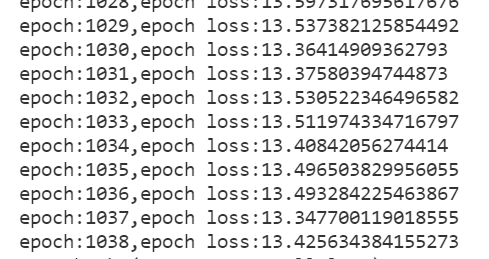 epoch:1028,epoch loss:13.597317695617676
epoch:1029,epoch loss:13.537382125854492
epoch:1030,epoch loss:13.36414909362793
epoch:1031,epoch loss:13.37580394744873
epoch:1032,epoch loss:13.530522346496582
epoch:1033,epoch loss:13.511974334716797
epoch:1034,epoch loss:13.40842056274414
epoch:1035,epoch loss:13.496503829956055
epoch:1036,epoch loss:13.493284225463867
epoch:1037,epoch loss:13.347700119018555
epoch:1038,epoch loss:13.425634384155273